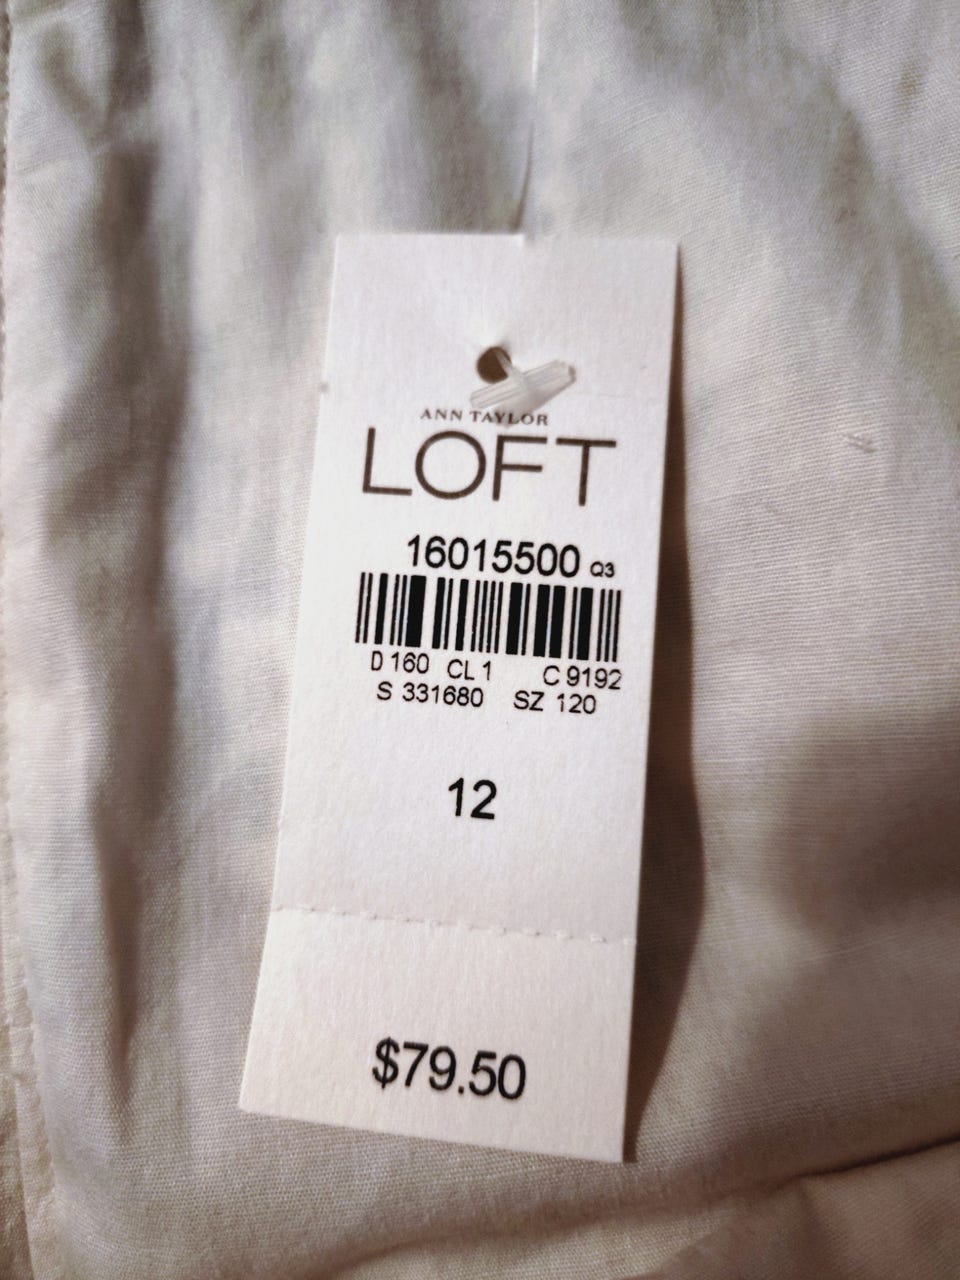 ANN TAYLOR
LOFT
16015500 Q3
D 160 CL 1 C 9192
S 331680 SZ 120
12
$79.50